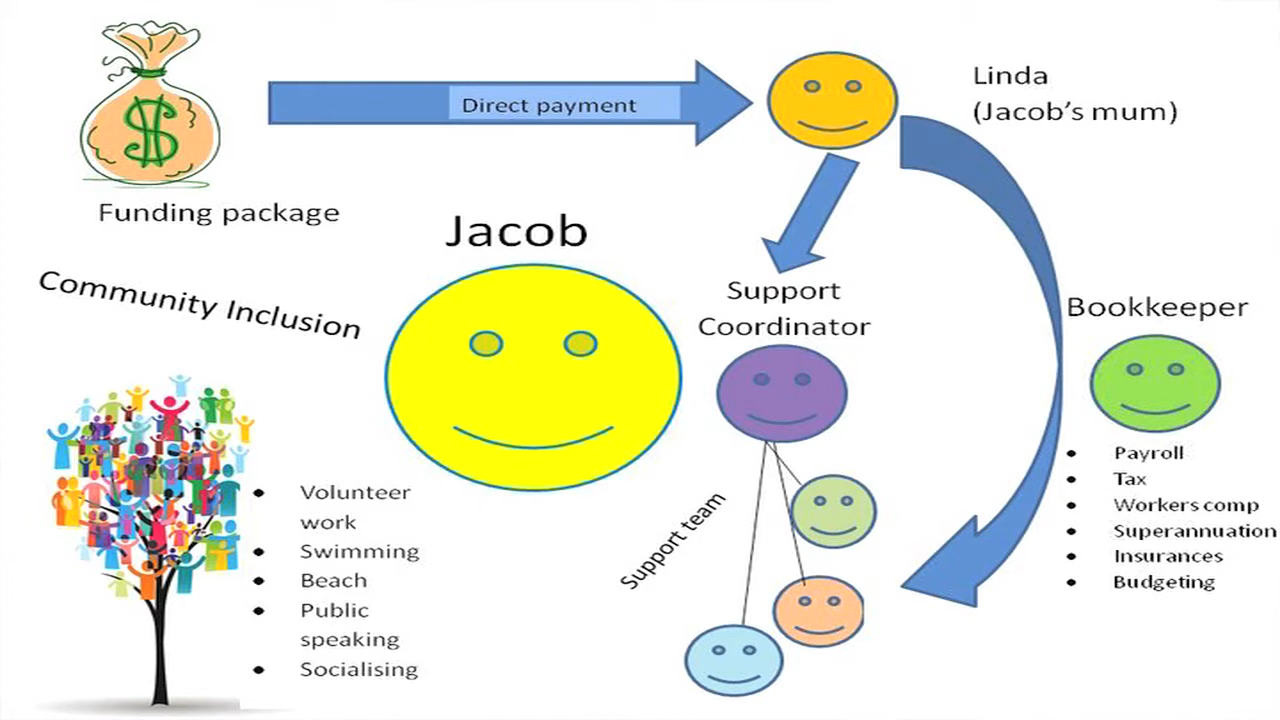 Direct payment
Linda
(Jacob's mum)
Funding package
Jacob
Community Inclusion
Support
Coordinator
Bookkeeper
• Payroll
• Tax
• Workers comp
• Superannuation
• Insurances
• Budgeting
Support team
• Volunteer
work
• Swimming
• Beach
• Public
speaking
• Socialising